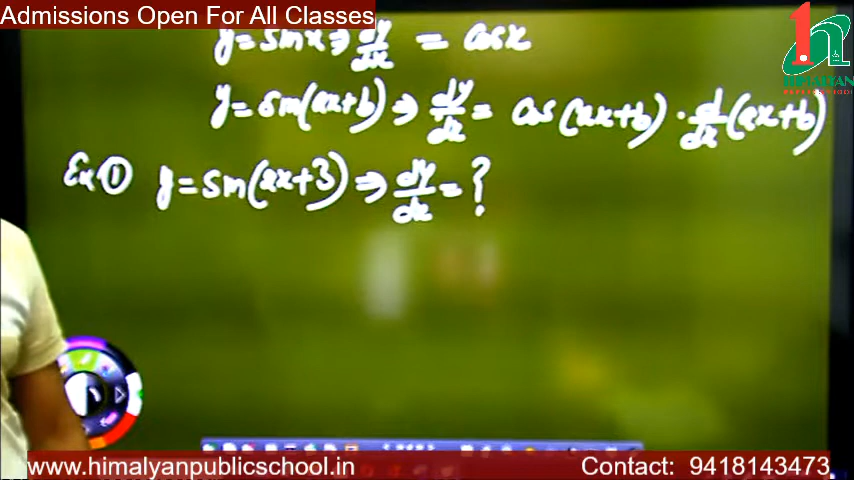 Admissions Open For All Classes
y = sin x ⇒ dy/dx = cos x
y = sin(ax+b) ⇒ dy/dx = cos(ax+b) · d/dx(ax+b)
Ex ① y = sin(2x+3) ⇒ dy/dx = ?
HIMALYAN
www.himalyanpublicschool.in
Contact: 9418143473